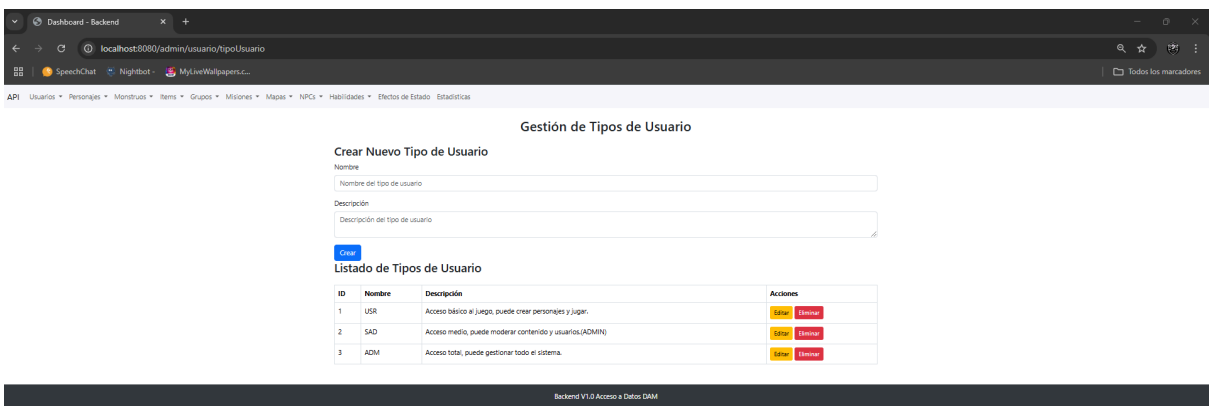 Dashboard - Backend
localhost:8080/admin/usuario/tipoUsuario
SpeechChat Nightbot - MyLiveWallpapers.c... Todos los marcadores
API Usuarios Personajes Monstruos Items Grupos Misiones Mapas NPCs Habilidades Efectos de Estado Estadisticas
Gestión de Tipos de Usuario
Crear Nuevo Tipo de Usuario
Nombre
Nombre del tipo de usuario
Descripción
Descripción del tipo de usuario
Crear
Listado de Tipos de Usuario
ID Nombre Descripción Acciones
1 USR Acceso básico al juego, puede crear personajes y jugar. Editar Eliminar
2 SAD Acceso medio, puede moderar contenido y usuarios.(ADMIN) Editar Eliminar
3 ADM Acceso total, puede gestionar todo el sistema. Editar Eliminar
Backend V1.0 Acceso a Datos DAM